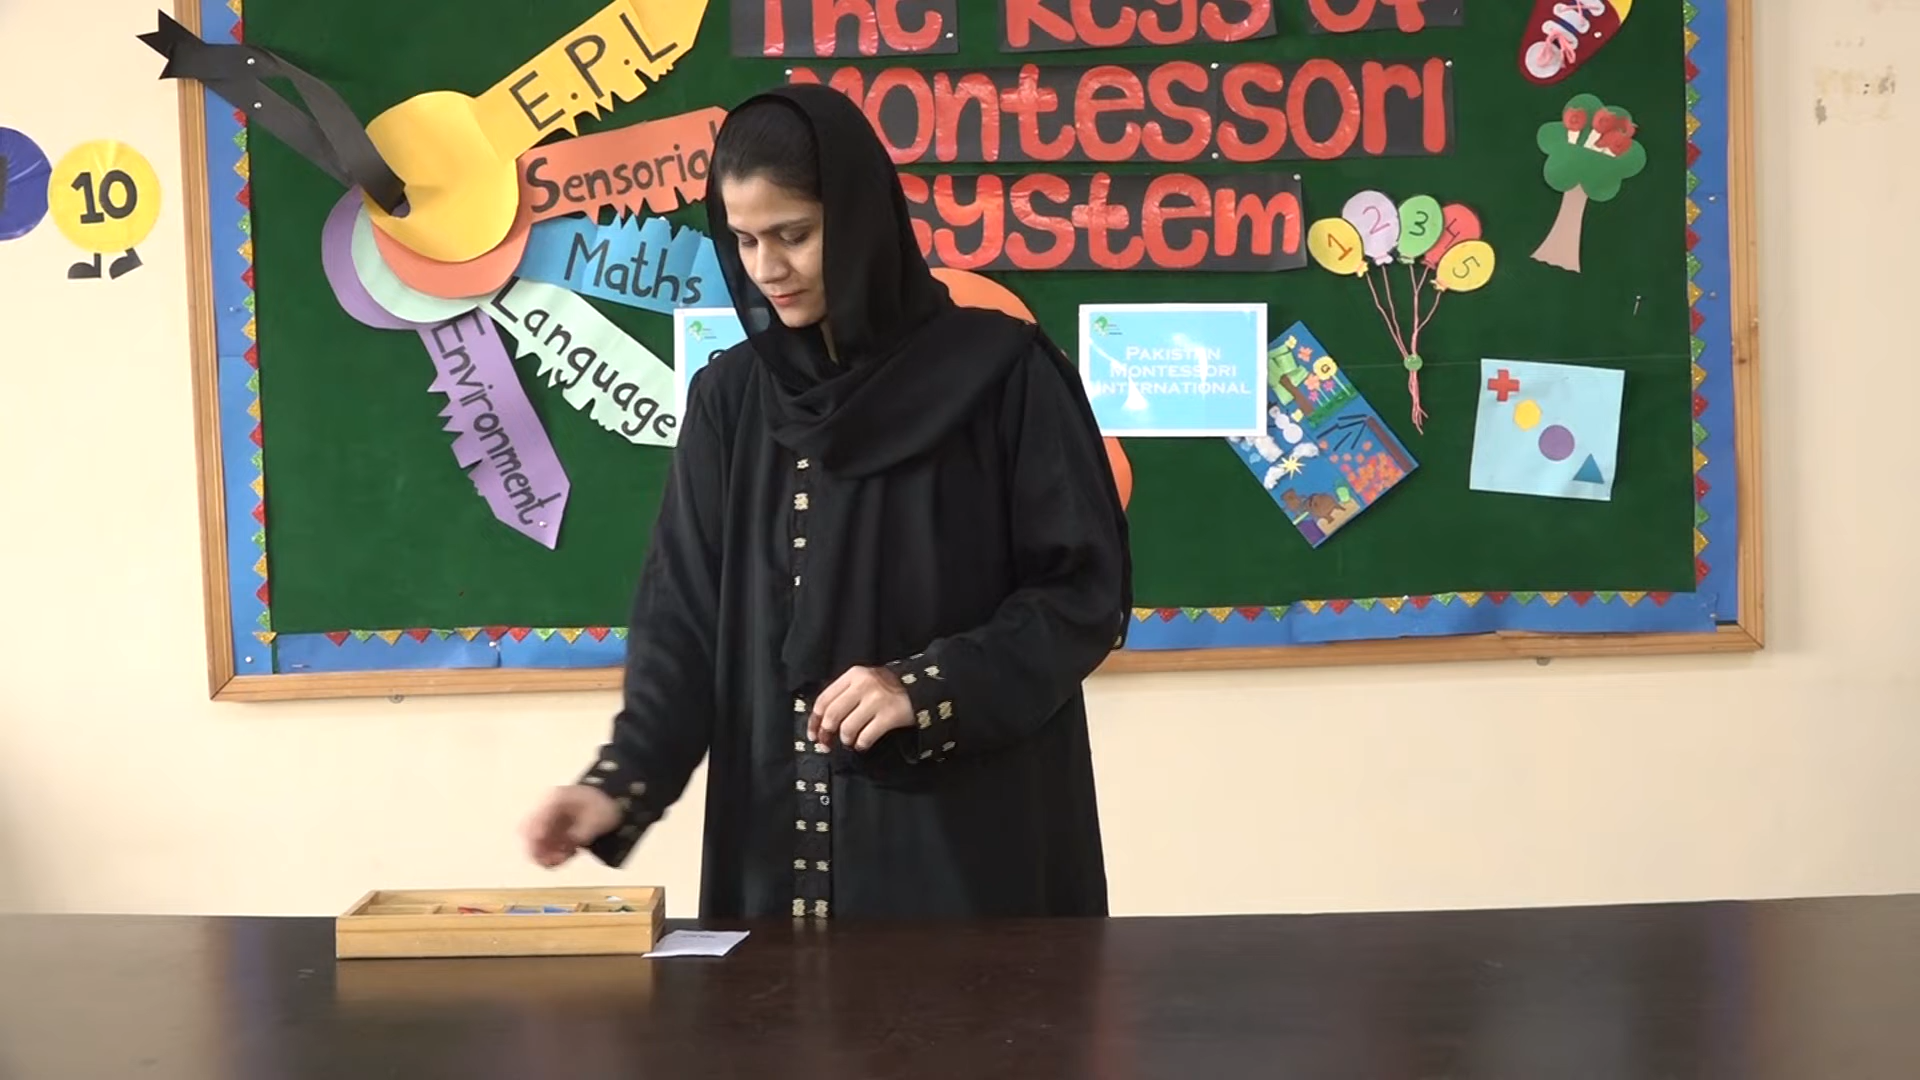 The Keys of
Montessori
System
E.P.L
Sensorial
Maths
Language
Environment
10
1
2
3
4
5
PAKISTAN
MONTESSORI
INTERNATIONAL